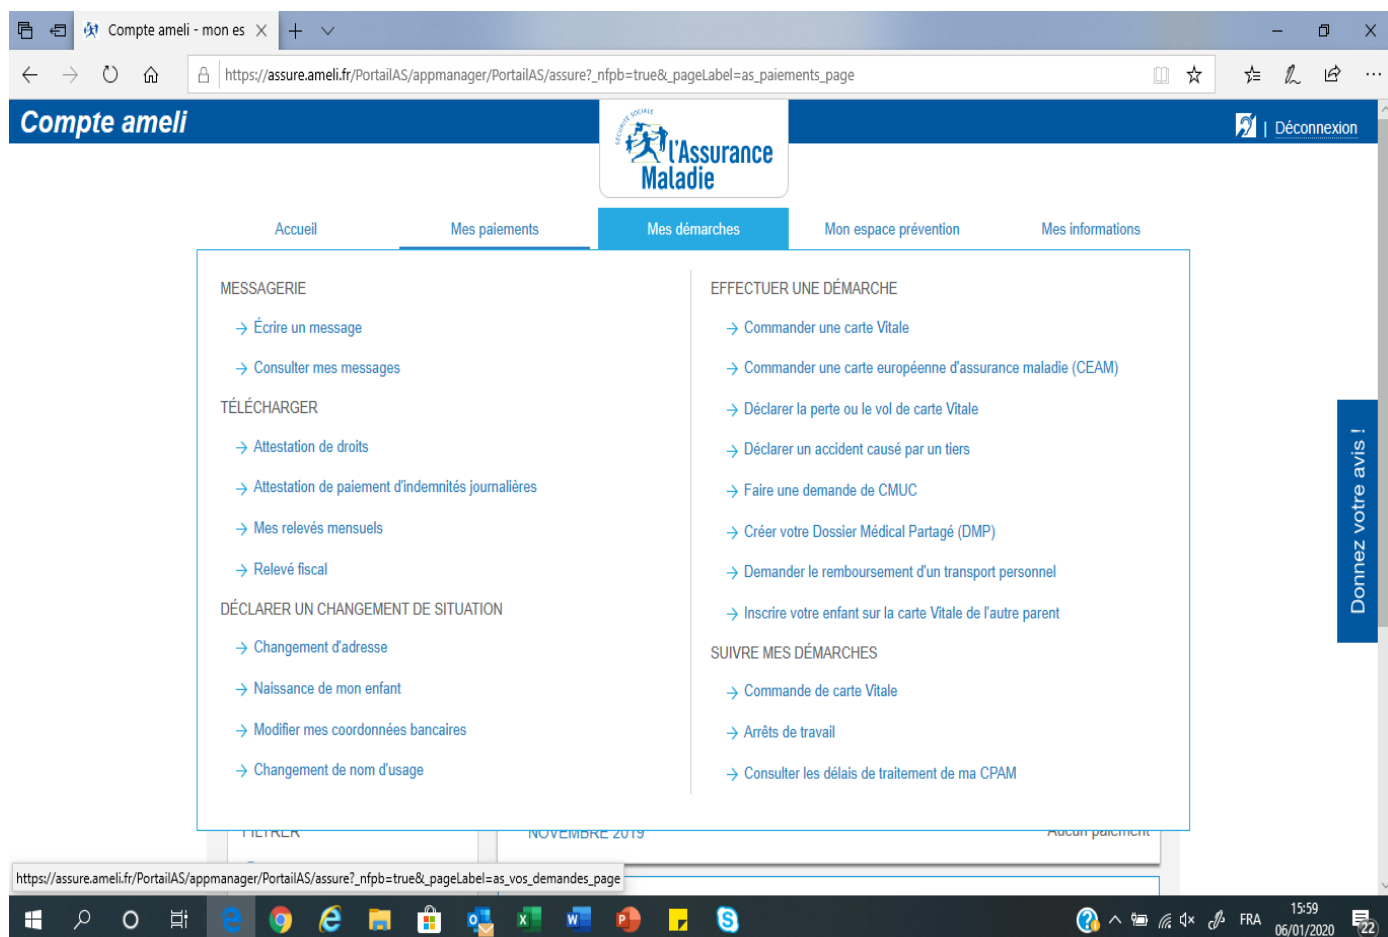 Compte ameli - mon es
https://assure.ameli.fr/PortailAS/appmanager/PortailAS/assure?_nfpb=true&_pageLabel=as_paiements_page
Compte ameli
SÉCURITÉ SOCIALE
l'Assurance
Maladie
| Déconnexion
Accueil
Mes paiements
Mes démarches
Mon espace prévention
Mes informations
MESSAGERIE
→ Écrire un message
→ Consulter mes messages
TÉLÉCHARGER
→ Attestation de droits
→ Attestation de paiement d'indemnités journalières
→ Mes relevés mensuels
→ Relevé fiscal
DÉCLARER UN CHANGEMENT DE SITUATION
→ Changement d'adresse
→ Naissance de mon enfant
→ Modifier mes coordonnées bancaires
→ Changement de nom d'usage
EFFECTUER UNE DÉMARCHE
→ Commander une carte Vitale
→ Commander une carte européenne d'assurance maladie (CEAM)
→ Déclarer la perte ou le vol de carte Vitale
→ Déclarer un accident causé par un tiers
→ Faire une demande de CMUC
→ Créer votre Dossier Médical Partagé (DMP)
→ Demander le remboursement d'un transport personnel
→ Inscrire votre enfant sur la carte Vitale de l'autre parent
SUIVRE MES DÉMARCHES
→ Commande de carte Vitale
→ Arrêts de travail
→ Consulter les délais de traitement de ma CPAM
Donnez votre avis !
FILTRER
NOVEMBRE 2019
Aucun paiement
https://assure.ameli.fr/PortailAS/appmanager/PortailAS/assure?_nfpb=true&_pageLabel=as_vos_demandes_page
FRA
15:59
06/01/2020
22